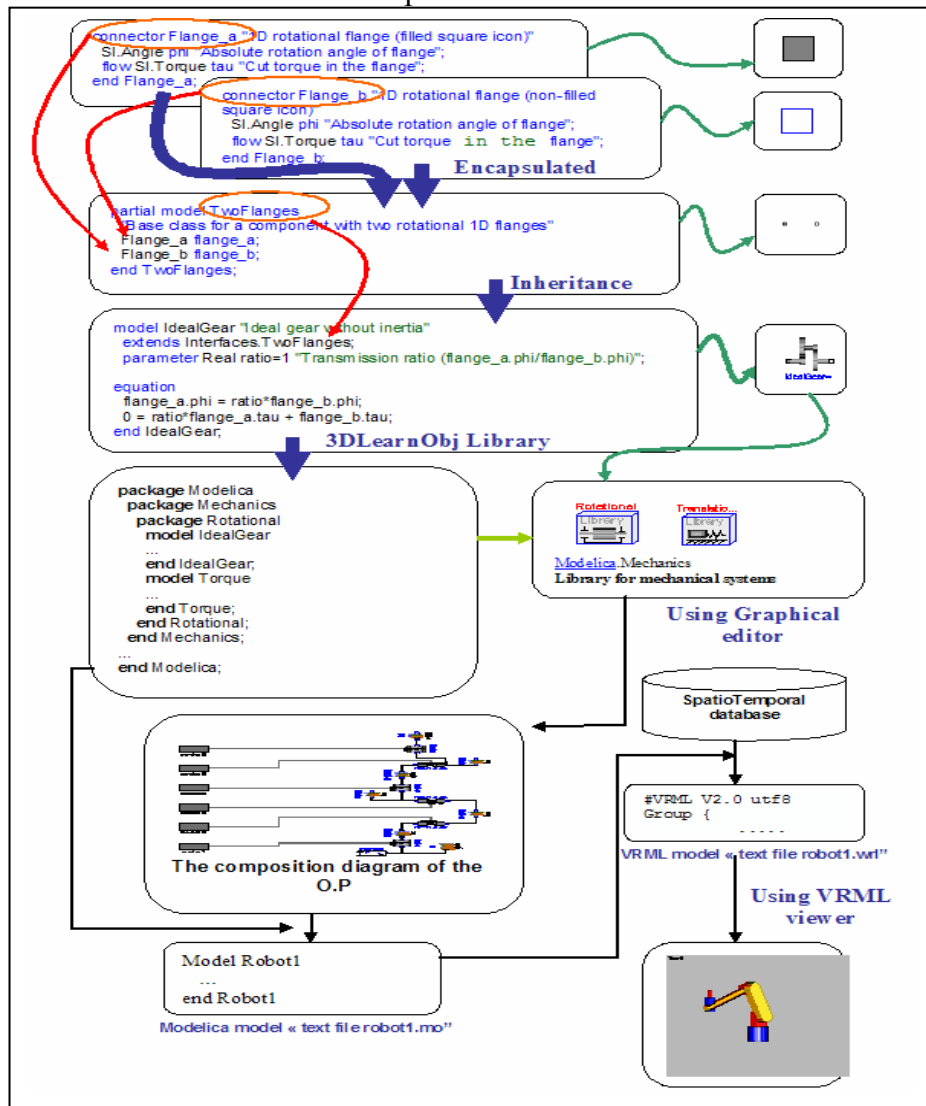 connector Flange_a "1D rotational flange (filled square icon)"
SI.Angle phi "Absolute rotation angle of flange";
flow SI.Torque tau "Cut torque in the flange";
end Flange_a;
connector Flange_b "1D rotational flange (non-filled
square icon)
SI.Angle phi "Absolute rotation angle of flange";
flow SI.Torque tau "Cut torque in the flange";
end Flange_b;
Encapsulated
partial model TwoFlanges
"Base class for a component with two rotational 1D flanges"
Flange_a flange_a;
Flange_b flange_b;
end TwoFlanges;
Inheritance
model IdealGear "Ideal gear without inertia"
extends Interfaces.TwoFlanges;
parameter Real ratio=1 "Transmission ratio (flange_a.phi/flange_b.phi)";
equation
flange_a.phi = ratio*flange_b.phi;
0 = ratio*flange_a.tau + flange_b.tau;
end IdealGear;
IdealGear=
3DLearnObj Library
package Modelica
package Mechanics
package Rotational
model IdealGear
...
end IdealGear;
model Torque
...
end Torque;
end Rotational;
end Mechanics;
...
end Modelica;
Rotational
Translatio...
Library
Library
Modelica.Mechanics
Library for mechanical systems
Using Graphical
editor
SpatioTemporal
database
The composition diagram of the
O.P
#VRML V2.0 utf8
Group {
.....
VRML model « text file robot1.wrl”
Using VRML
viewer
Model Robot1
...
end Robot1
Modelica model « text file robot1.mo”